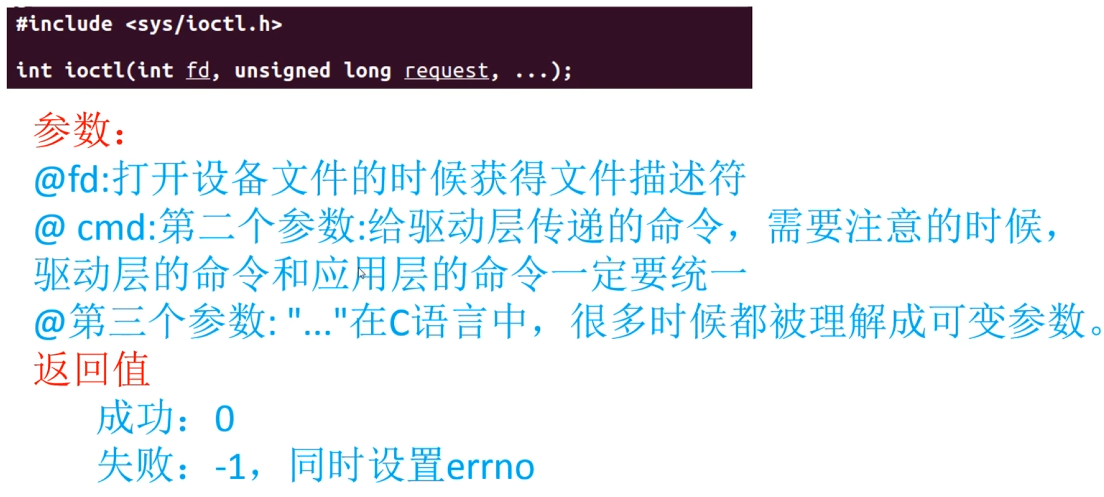 #include <sys/ioctl.h>
int ioctl(int fd, unsigned long request, ...);
参数：
@fd:打开设备文件的时候获得文件描述符
@ cmd:第二个参数:给驱动层传递的命令，需要注意的时候，
驱动层的命令和应用层的命令一定要统一
@第三个参数: "..."在C语言中，很多时候都被理解成可变参数。
返回值
成功：0
失败：-1，同时设置errno